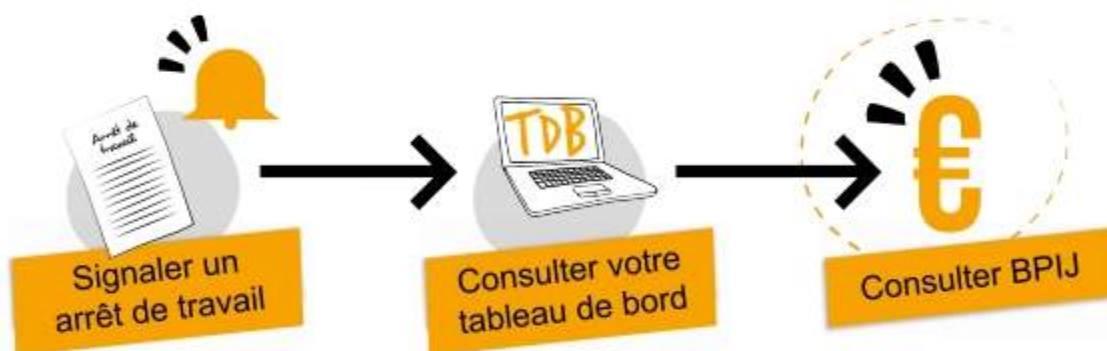 Arrêt de
travail
TDB
€
Signaler un
arrêt de travail
Consulter votre
tableau de bord
Consulter BPIJ